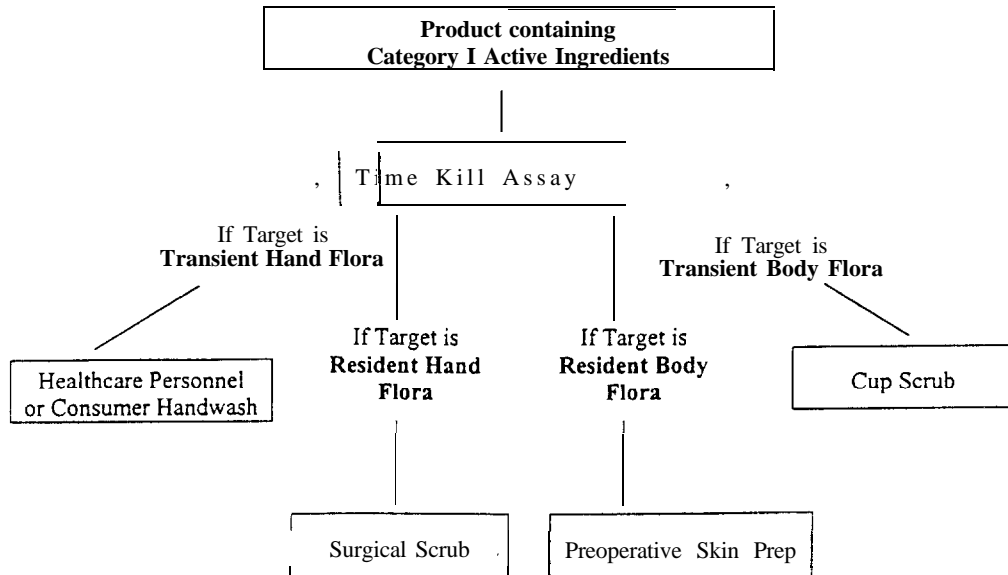 Product containing
Category I Active Ingredients
Time Kill Assay
If Target is
Transient Hand Flora
If Target is
Transient Body Flora
If Target is
Resident Hand
Flora
If Target is
Resident Body
Flora
Healthcare Personnel
or Consumer Handwash
Cup Scrub
Surgical Scrub
Preoperative Skin Prep